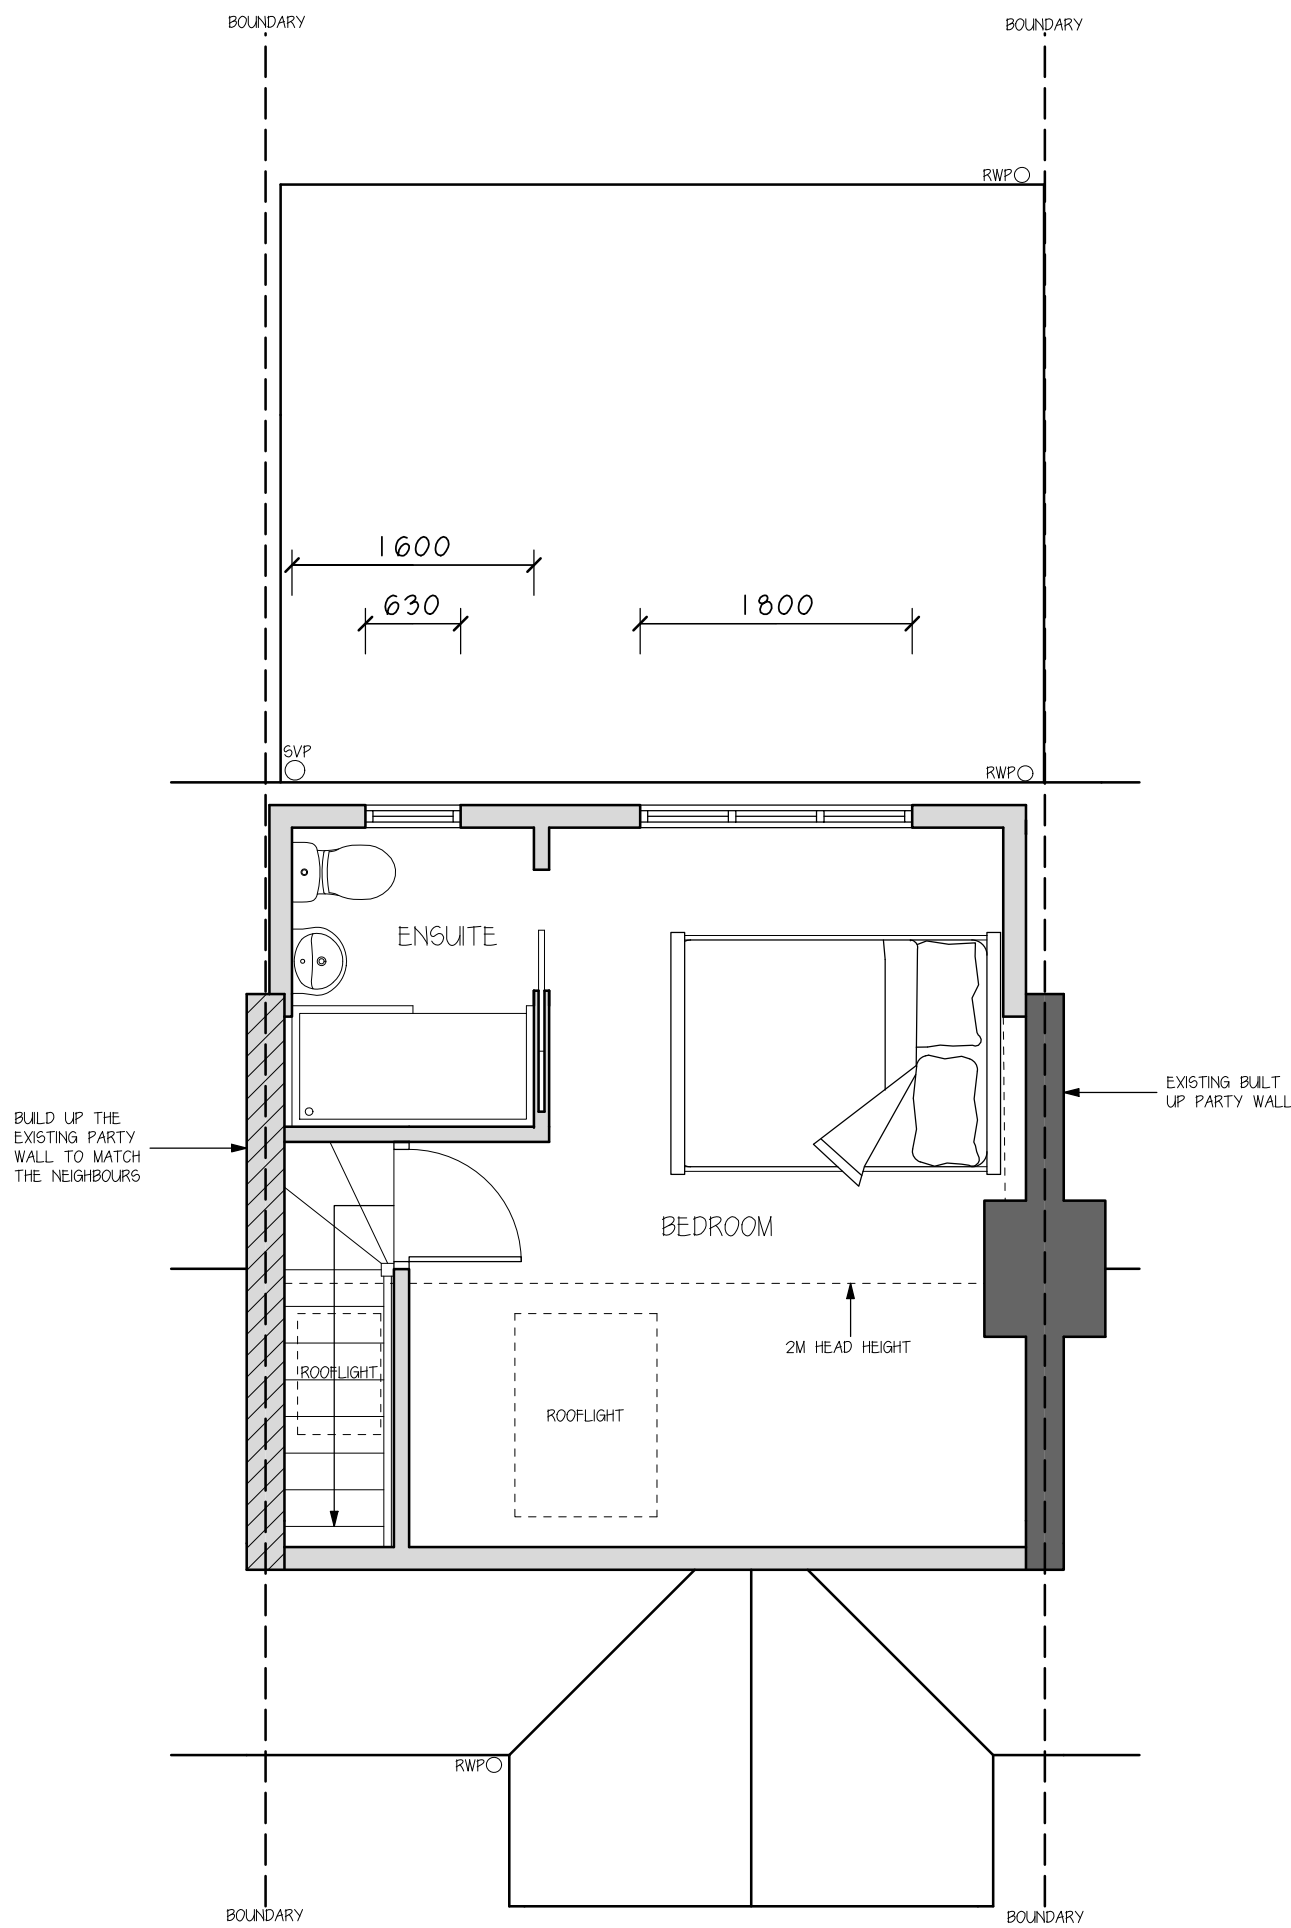 BOUNDARY
BOUNDARY
RWP
1600
630
1800
SVP
RWP
ENSUITE
EXISTING BUILT
UP PARTY WALL
BUILD UP THE
EXISTING PARTY
WALL TO MATCH
THE NEIGHBOURS
BEDROOM
2M HEAD HEIGHT
ROOFLIGHT
ROOFLIGHT
RWP
BOUNDARY
BOUNDARY